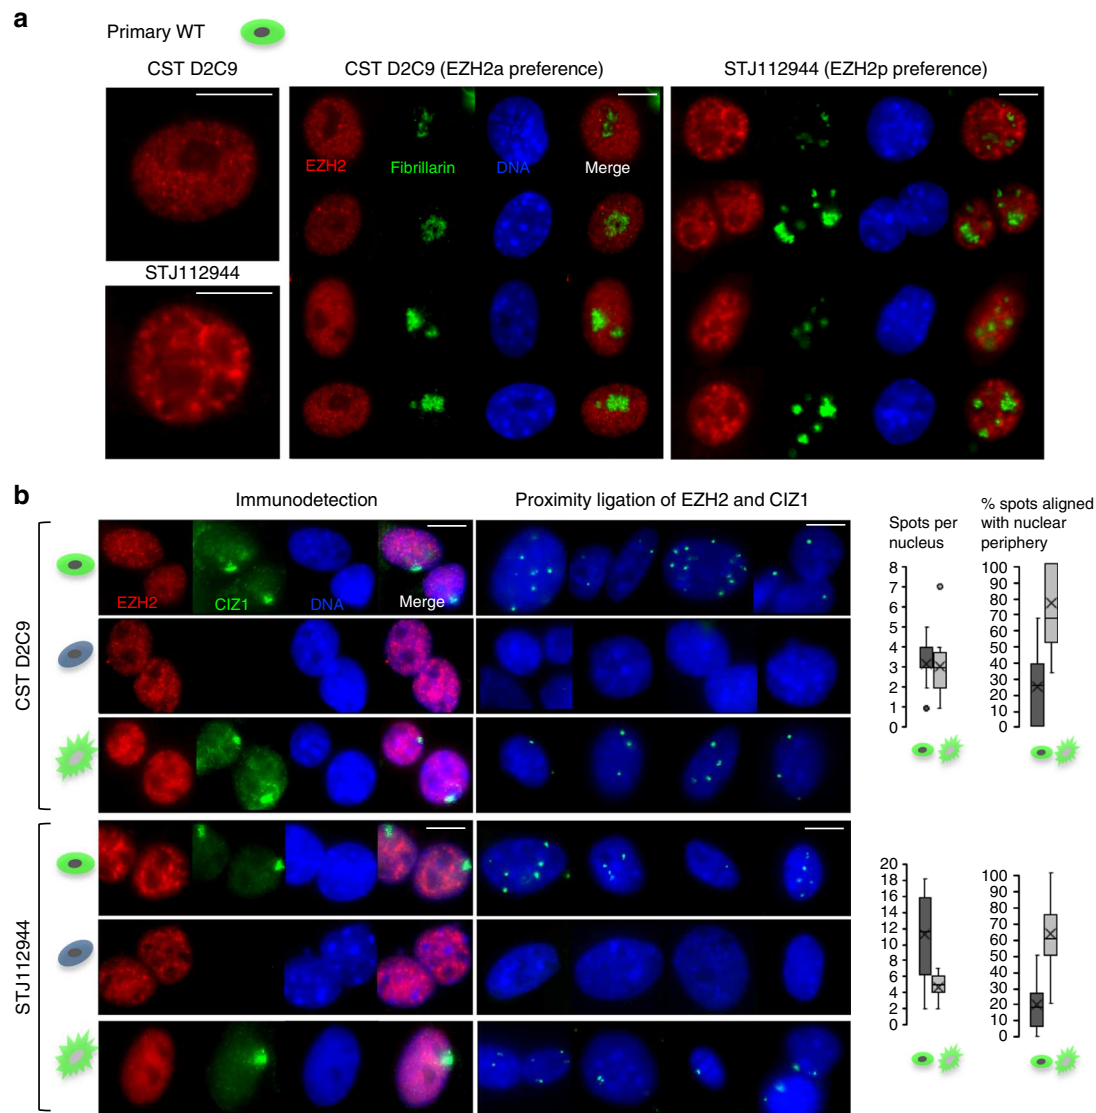 a
Primary WT
CST D2C9
CST D2C9 (EZH2a preference)
STJ112944 (EZH2p preference)
EZH2
Fibrillarin
DNA
Merge
STJ112944
b
Immunodetection
Proximity ligation of EZH2 and CIZ1
Spots per
nucleus
% spots aligned
with nuclear
periphery
CST D2C9
EZH2
CIZ1
DNA
Merge
8
7
6
5
4
3
2
1
0
100
90
80
70
60
50
40
30
20
10
0
STJ112944
20
18
16
14
12
10
8
6
4
2
0
100
90
80
70
60
50
40
30
20
10
0